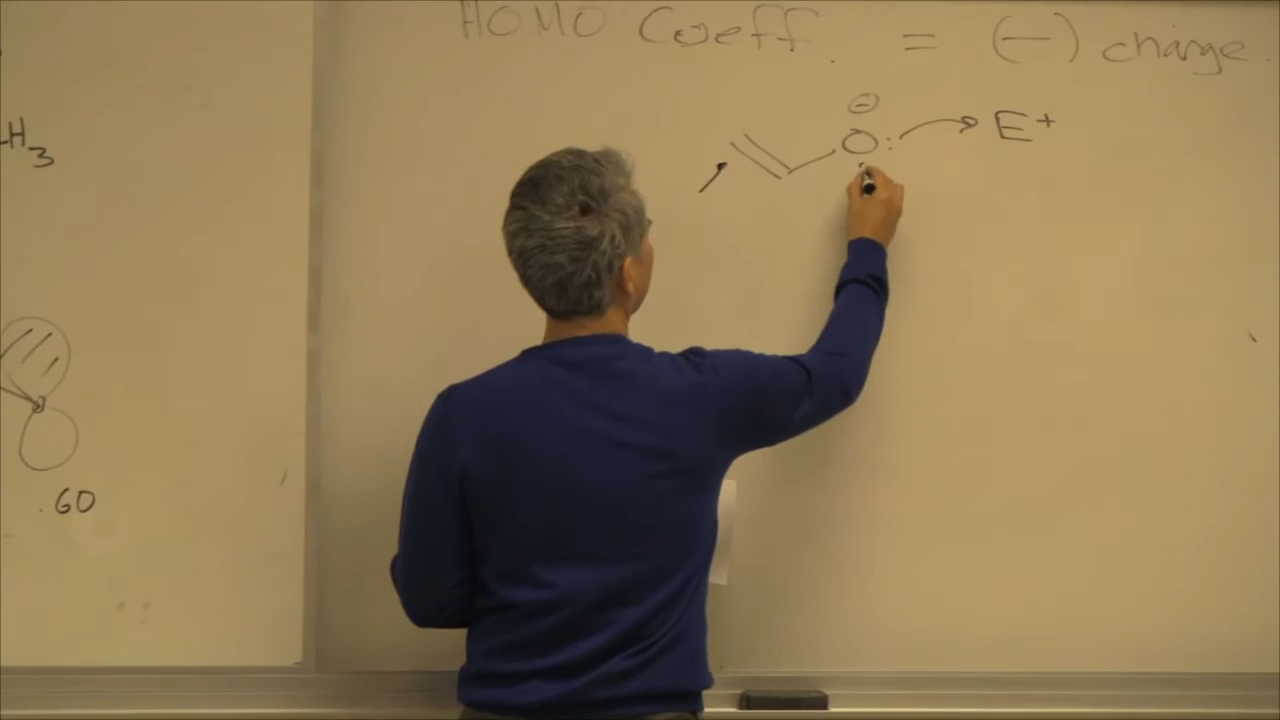 HOMO Coeff. = (−) charge.
⊖
O: E+
H3
.60